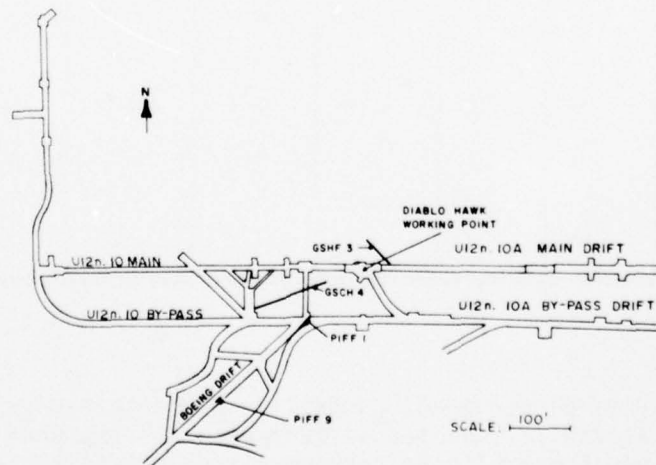 N
DIABLO HAWK
WORKING POINT
GSHF 3
U12n. 10A MAIN DRIFT
U12n. 10 MAIN
GSCH 4
U12n. 10A BY-PASS DRIFT
U12n. 10 BY-PASS
PIFF 1
BOEING DRIFT
PIFF 9
SCALE: 100'